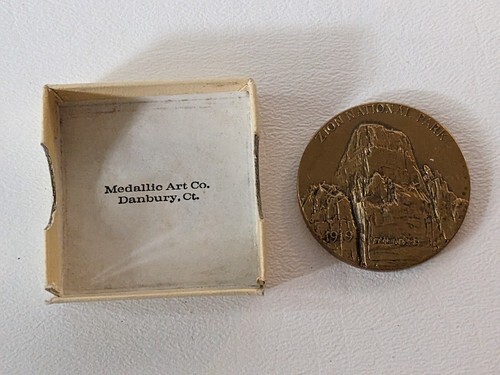 Medallic Art Co.
Danbury, Ct.
ZION NATIONAL PARK
1919